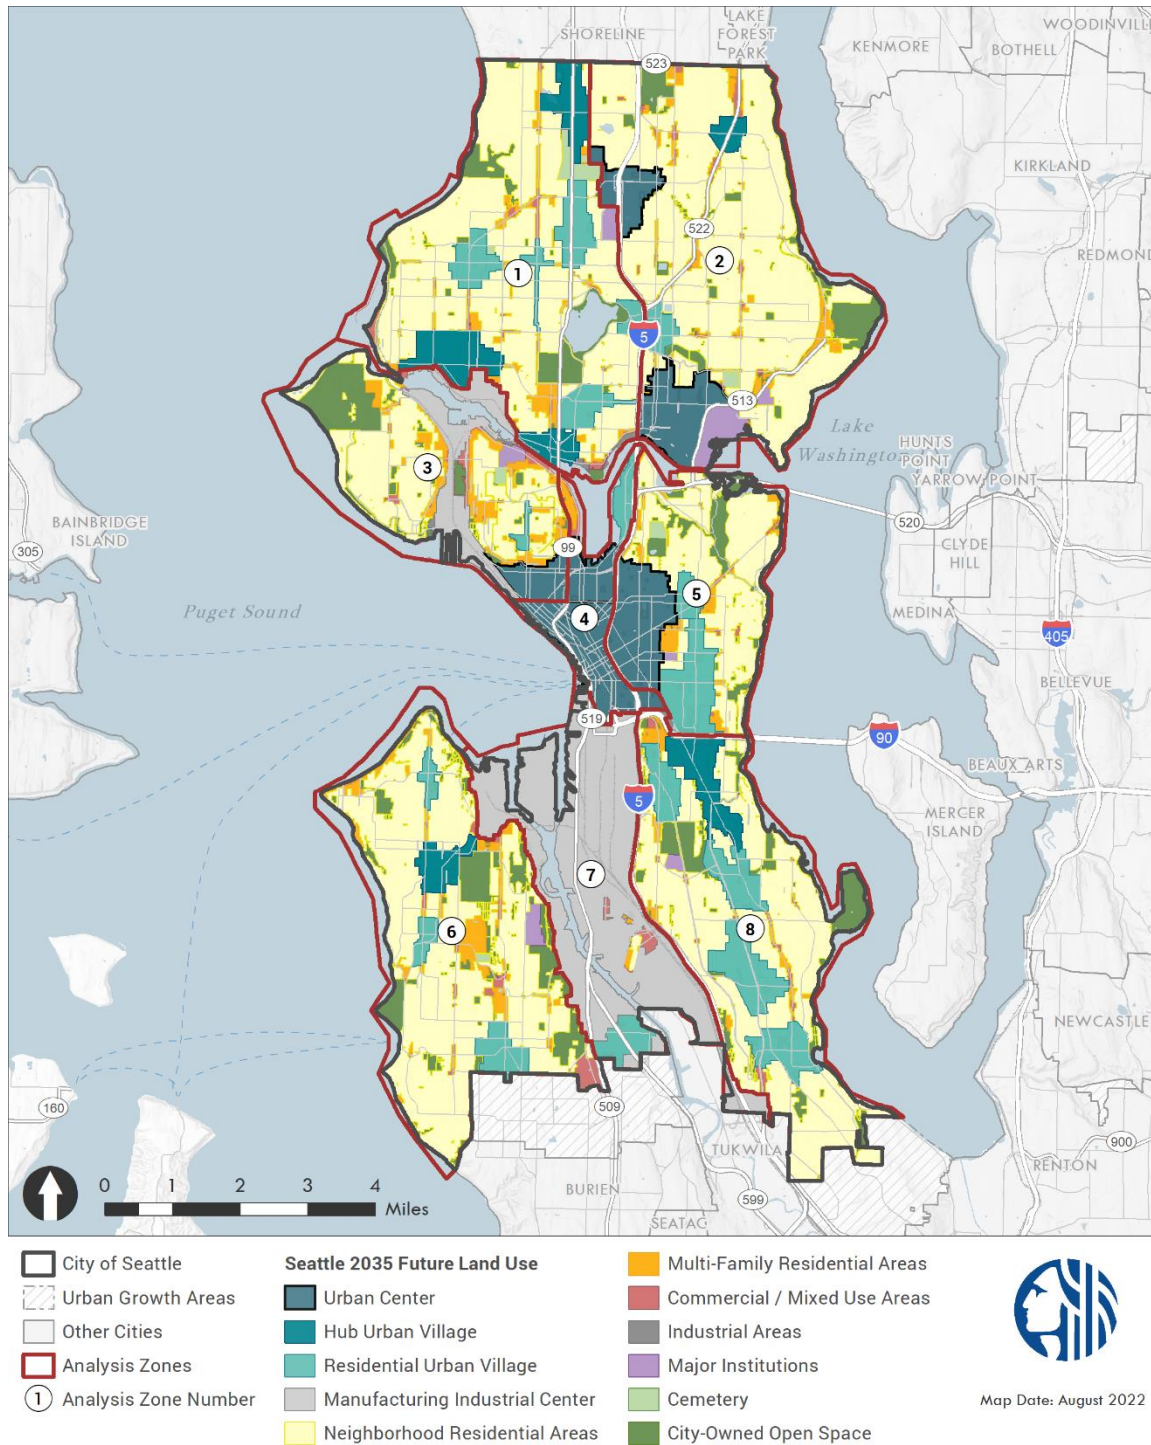 SHORELINE
LAKE
FOREST
PARK
WOODINVILLE
KENMORE
BOTHELL
523
KIRKLAND
522
REDMOND
1
2
5
513
Lake
Washington
HUNTS
POINT
YARROW POINT
3
520
BAINBRIDGE
ISLAND
305
99
CLYDE
HILL
5
Puget Sound
4
MEDINA
405
BELLEVUE
519
90
BEAUX ARTS
5
MERCER
ISLAND
7
6
8
NEWCASTLE
160
509
900
TUKWILA
RENTON
BURIEN
599
SEATAC
0 1 2 3 4
Miles
City of Seattle
Urban Growth Areas
Other Cities
Analysis Zones
1 Analysis Zone Number
Seattle 2035 Future Land Use
Urban Center
Hub Urban Village
Residential Urban Village
Manufacturing Industrial Center
Neighborhood Residential Areas
Multi-Family Residential Areas
Commercial / Mixed Use Areas
Industrial Areas
Major Institutions
Cemetery
City-Owned Open Space
Map Date: August 2022